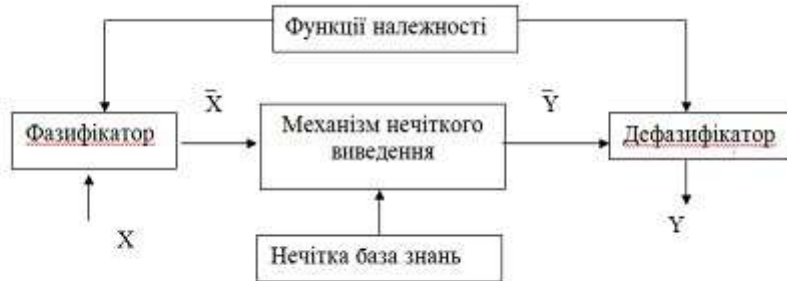 Функції належності
X̄
Ȳ
Фазифікатор
Механізм нечіткого
виведення
Дефазифікатор
X
Y
Нечітка база знань